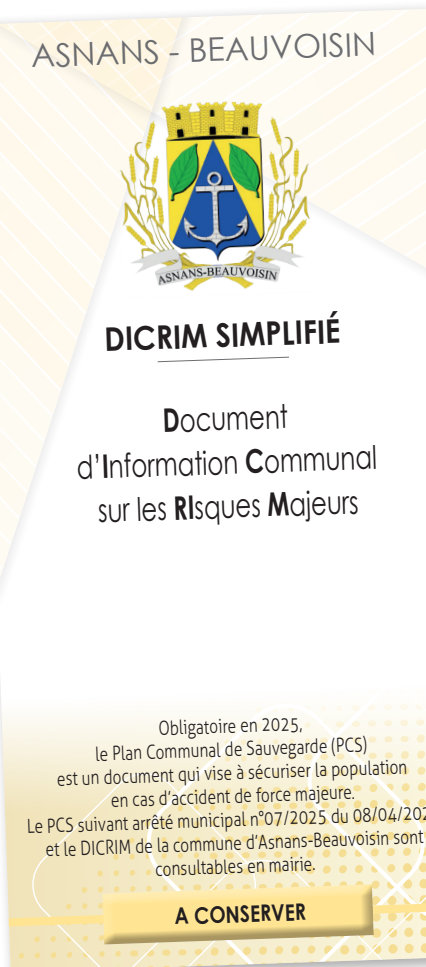 ASNANS - BEAUVOISIN
ASNANS-BEAUVOISIN
DICRIM SIMPLIFIÉ
Document
d'Information Communal
sur les RIsques Majeurs
Obligatoire en 2025,
le Plan Communal de Sauvegarde (PCS)
est un document qui vise à sécuriser la population
en cas d'accident de force majeure.
Le PCS suivant arrêté municipal n°07/2025 du
et le DICRIM de la commune d'Asnans-Beauvoisin sont
consultables en mairie.
A CONSERVER